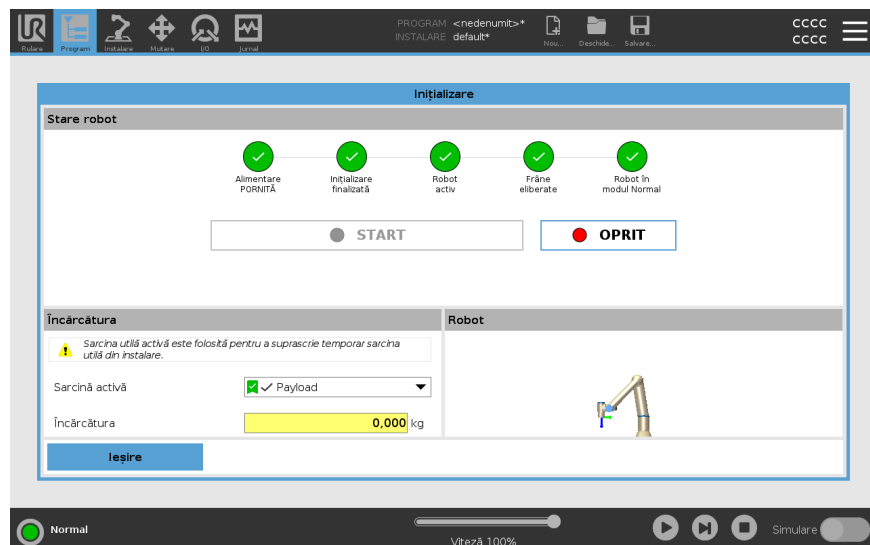 PROGRAM <nedenumit>*
INSTALARE default*
Rulare Program Instalare Mutare I/O Jurnal Nou... Deschide... Salvare...
cccc
cccc
Inițializare
Stare robot
Alimentare PORNITĂ
Inițializare finalizată
Robot activ
Frâne eliberate
Robot în modul Normal
START
OPRIT
Încărcătura
Robot
Sarcina utilă activă este folosită pentru a suprascrie temporar sarcina
utilă din instalare.
Sarcină activă
Payload
Încărcătura
0,000 kg
Ieșire
Normal
Viteză 100%
Simulare